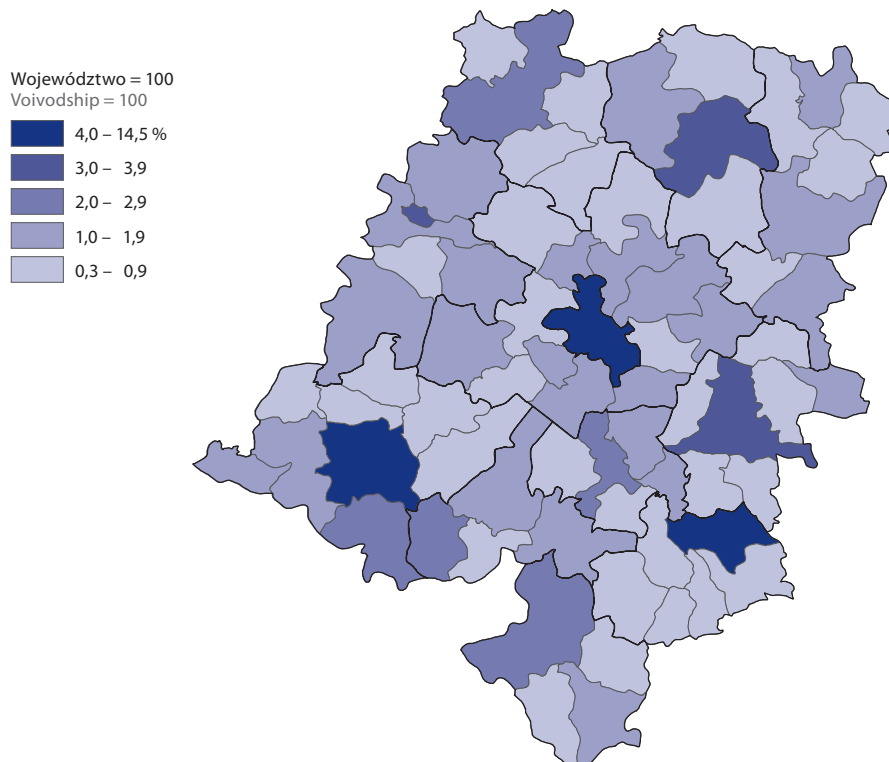 Województwo = 100
Voivodship = 100
4,0 – 14,5 %
3,0 – 3,9
2,0 – 2,9
1,0 – 1,9
0,3 – 0,9